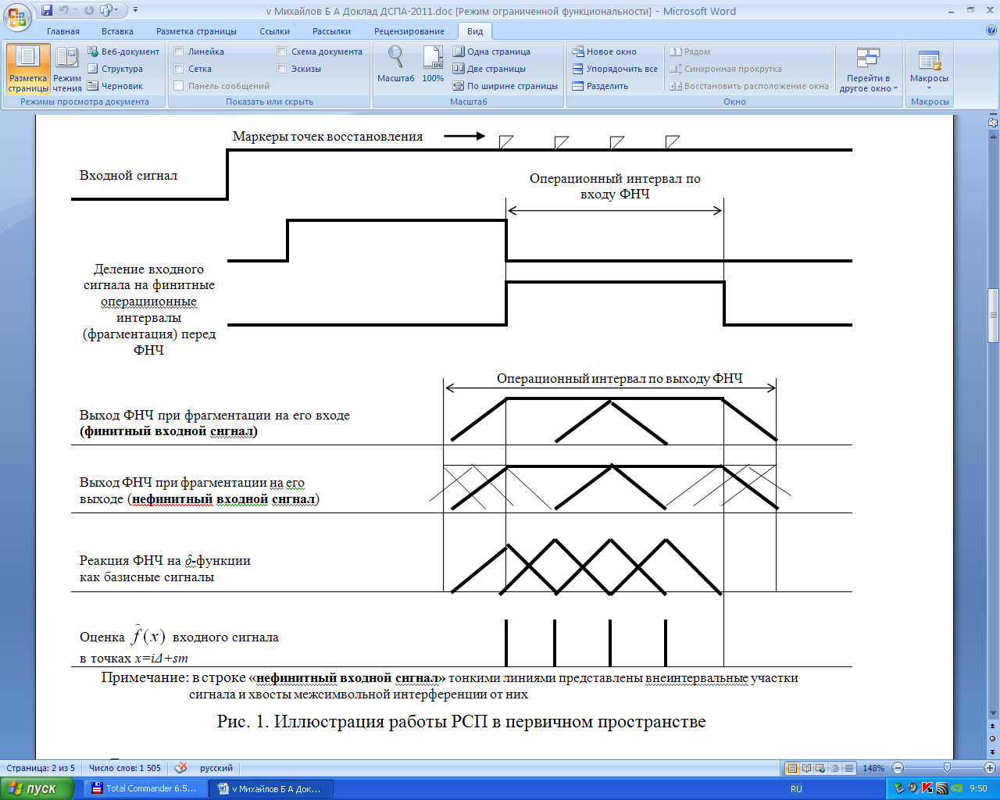 v Михайлов Б А Доклад ДСПА-2011.doc [Режим ограниченной функциональности] - Microsoft Word
Главная Вставка Разметка страницы Ссылки Рассылки Рецензирование Вид
Разметка страницы
Режим чтения
Веб-документ
Структура
Черновик
Режимы просмотра документа
Линейка
Сетка
Панель сообщений
Схема документа
Эскизы
Показать или скрыть
Масштаб
100%
Одна страница
Две страницы
По ширине страницы
Масштаб
Новое окно
Упорядочить все
Разделить
Рядом
Синхронная прокрутка
Восстановить расположение окна
Перейти в другое окно
Окно
Макросы
Макросы
Маркеры точек восстановления
Входной сигнал
Операционный интервал по
входу ФНЧ
Деление входного
сигнала на финитные
операциионные
интервалы
(фрагментация) перед
ФНЧ
Операционный интервал по выходу ФНЧ
Выход ФНЧ при фрагментации на его входе
(финитный входной снгнал)
Выход ФНЧ при фрагментации на его
выходе (нефинитный входной снгнал)
Реакция ФНЧ на δ-функции
как базисные сигналы
Оценка f(x) входного сигнала
в точках x=iΔ+sm
Примечание: в строке «нефинитный входной снгнал» тонкими линиями представлены внеинтервальные участки
сигнала и хвосты межсимвольной интерференции от них
Рис. 1. Иллюстрация работы РСП в первичном пространстве
Страница: 2 из 5 Число слов: 1 505 русский 148%
пуск Total Commander 6.5... v Михайлов Б А Док... RU 9:50